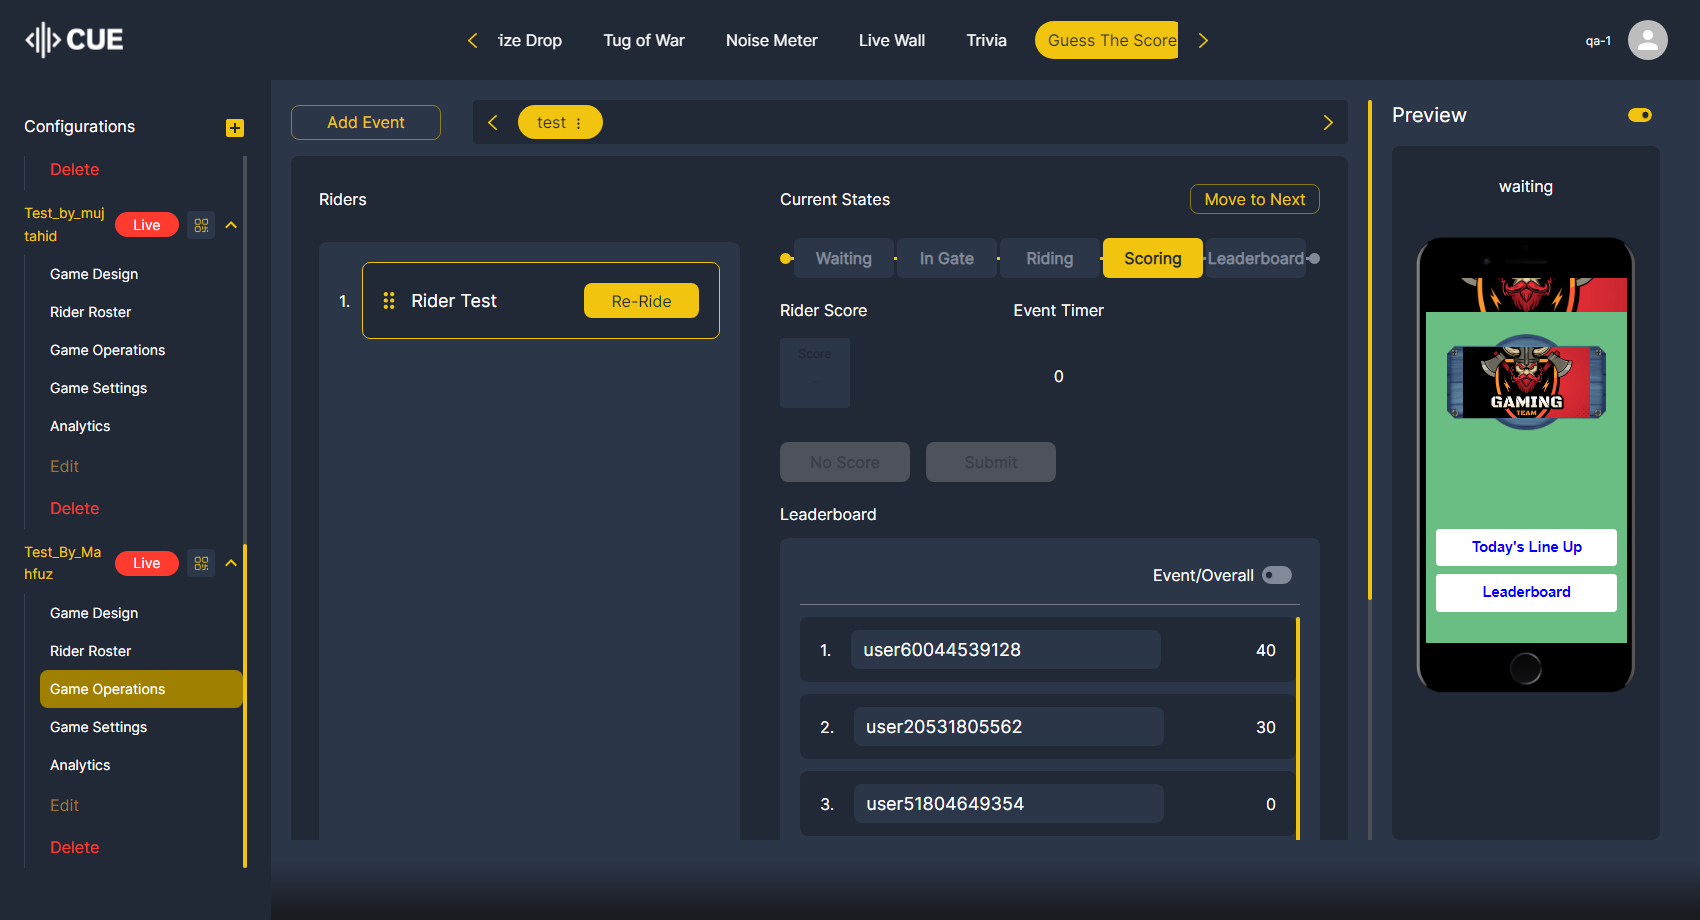 CUE
ize Drop
Tug of War
Noise Meter
Live Wall
Trivia
Guess The Score
qa-1
Configurations
Delete
Test_by_muj
tahid
Live
Game Design
Rider Roster
Game Operations
Game Settings
Analytics
Edit
Delete
Test_By_Ma
hfuz
Live
Game Design
Rider Roster
Game Operations
Game Settings
Analytics
Edit
Delete
Add Event
test
Riders
1.
Rider Test
Re-Ride
Current States
Move to Next
Waiting
In Gate
Riding
Scoring
Leaderboard
Rider Score
Event Timer
Score
0
No Score
Submit
Leaderboard
Event/Overall
1. user60044539128 40
2. user20531805562 30
3. user51804649354 0
Preview
waiting
GAMING
TEAM
Today's Line Up
Leaderboard